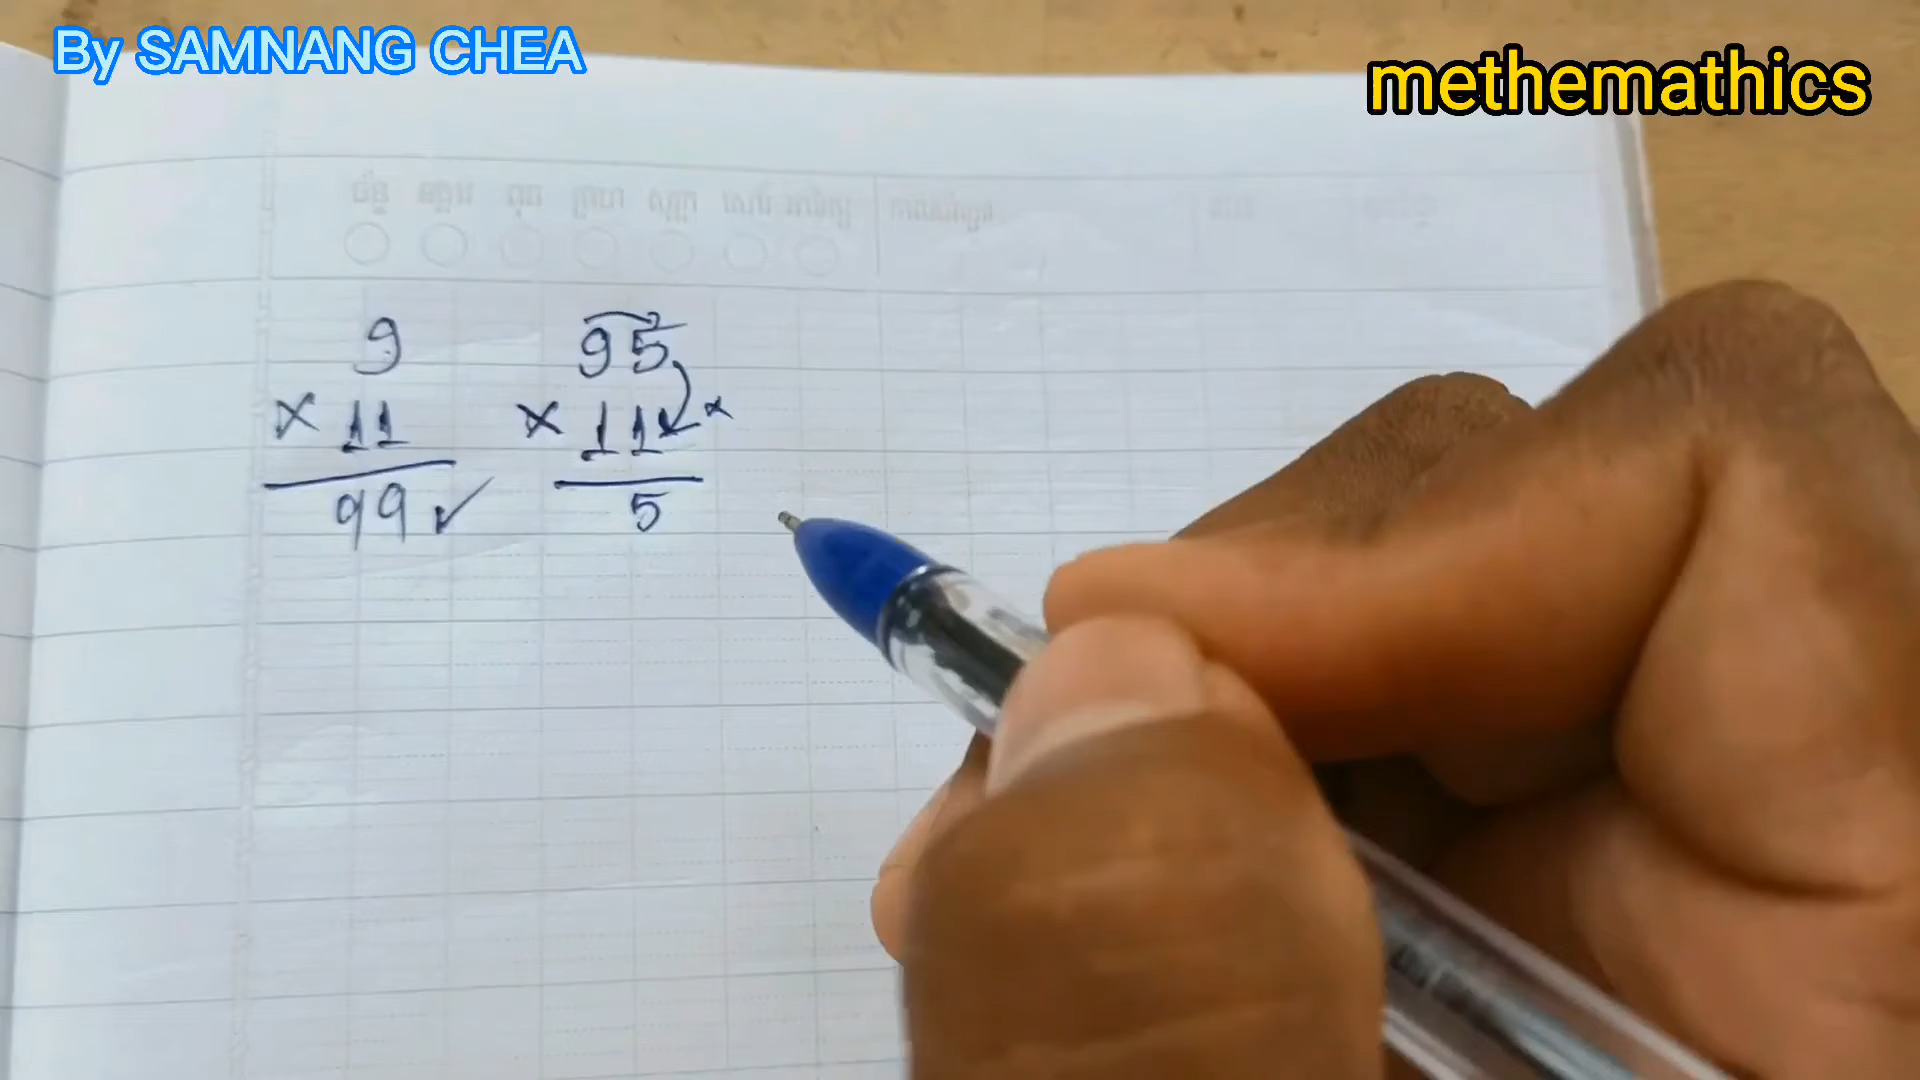 By SAMNANG CHEA
methemathics
9
× 11
99 ✓
95
× 11 ×
5